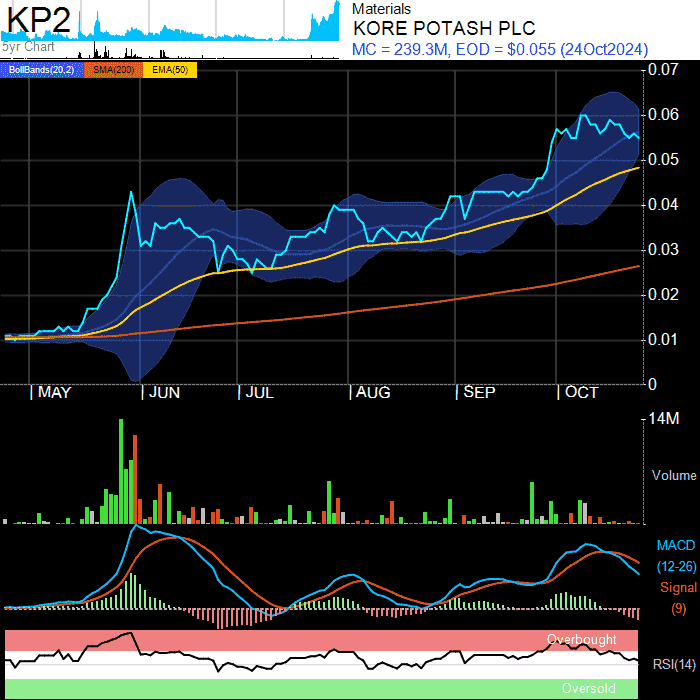 KP2
5yr Chart
Materials
KORE POTASH PLC
MC = 239.3M, EOD = $0.055 (24Oct2024)
BollBands(20,2) SMA(200) EMA(50)
0.07
0.06
0.05
0.04
0.03
0.02
0.01
0
MAY JUN JUL AUG SEP OCT
14M
Volume
MACD
(12-26)
Signal
(9)
Overbought
RSI(14)
Oversold